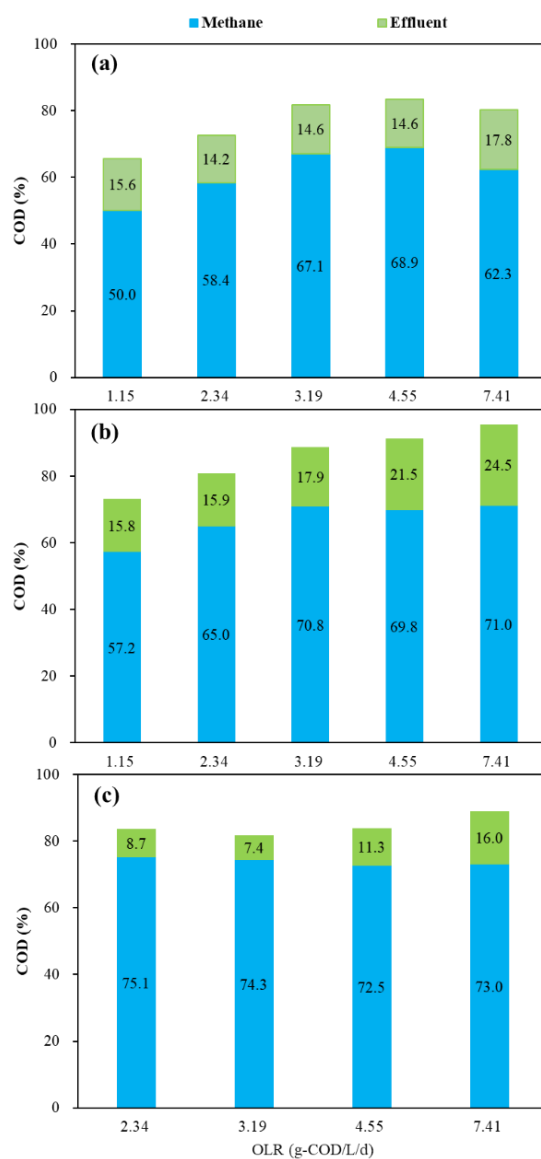 Methane Effluent
(a)
100
80
60
40
20
0
COD (%)
15.6 14.2 14.6 14.6 17.8
50.0 58.4 67.1 68.9 62.3
1.15 2.34 3.19 4.55 7.41
(b)
100
80
60
40
20
0
COD (%)
15.8 15.9 17.9 21.5 24.5
57.2 65.0 70.8 69.8 71.0
1.15 2.34 3.19 4.55 7.41
(c)
100
80
60
40
20
0
COD (%)
8.7 7.4 11.3 16.0
75.1 74.3 72.5 73.0
2.34 3.19 4.55 7.41
OLR (g-COD/L/d)